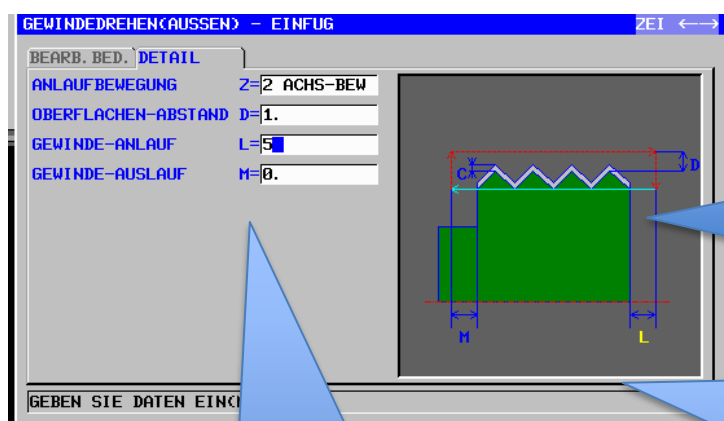 GEWINDEDREHEN(AUSSEN) – EINFUG ZEI ←→
BEARB. BED. DETAIL
ANLAUFBEWEGUNG Z=2 ACHS-BEW
OBERFLACHEN-ABSTAND D=1.
GEWINDE-ANLAUF L=5
GEWINDE-AUSLAUF M=0.
C D
M L
GEBEN SIE DATEN EIN(